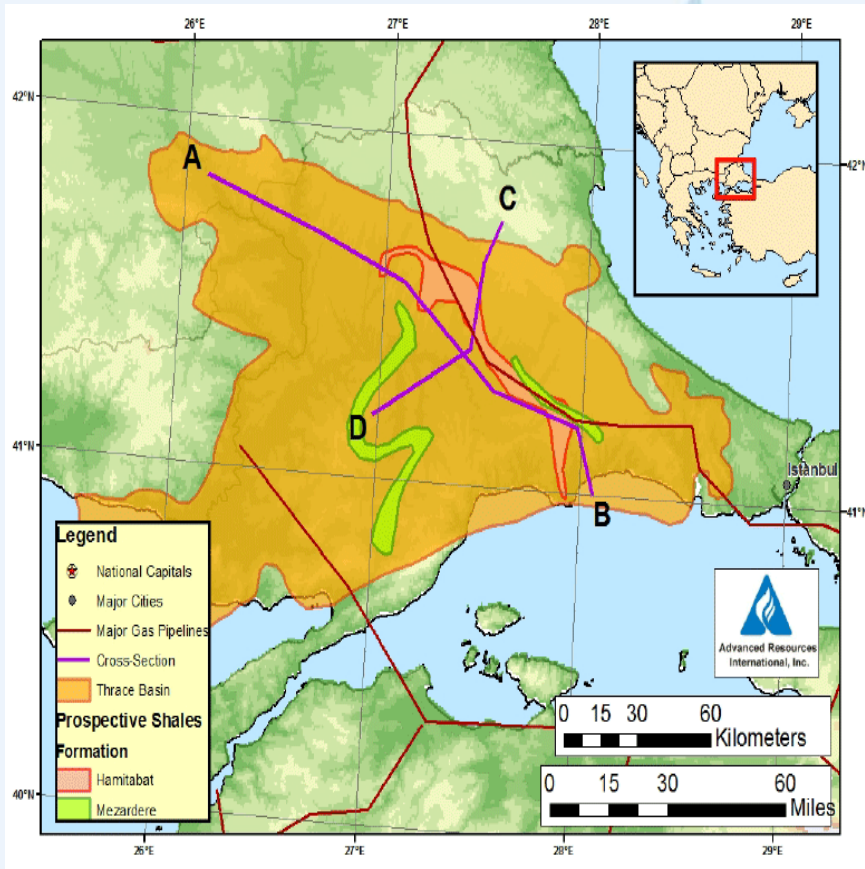 26°E 27°E 28°E 29°E
42°N
42°N
A
C
D
41°N
Istanbul
41°N
B
Legend
National Capitals
Major Cities
Major Gas Pipelines
Cross-Section
Thrace Basin
Prospective Shales
Formation
Hamitabat
Mezardere
Advanced Resources
International, Inc.
0 15 30 60
Kilometers
0 15 30 60
Miles
40°N
40°N
26°E 27°E 28°E 29°E